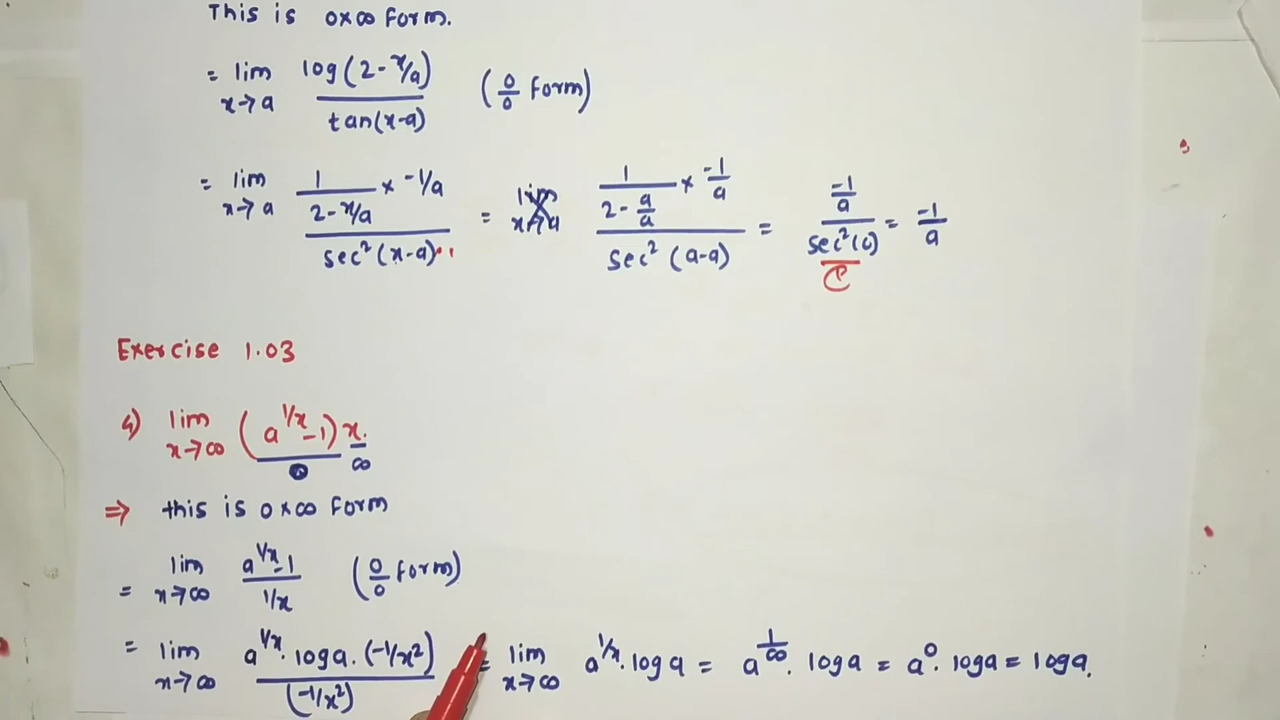 This is 0×∞ Form.
= lim x→a log(2-x/a) / tan(x-a) (0/0 Form)
= lim x→a (1/(2-x/a) × -1/a) / sec²(x-a) = lim x→a (1/(2-a/a) × -1/a) / sec²(a-a) = (-1/a) / sec²(0) = -1/a
Exercise 1.03
lim x→∞ (a^1/x -1) x. 0 ∞
⇒ this is 0×∞ Form
= lim x→∞ (a^1/x -1) / (1/x) (0/0 Form)
= lim x→∞ a^1/x . log a . (-1/x²) / (-1/x²) = lim x→∞ a^1/x . log a = a^1/∞ . log a = a^0 . log a = log a.